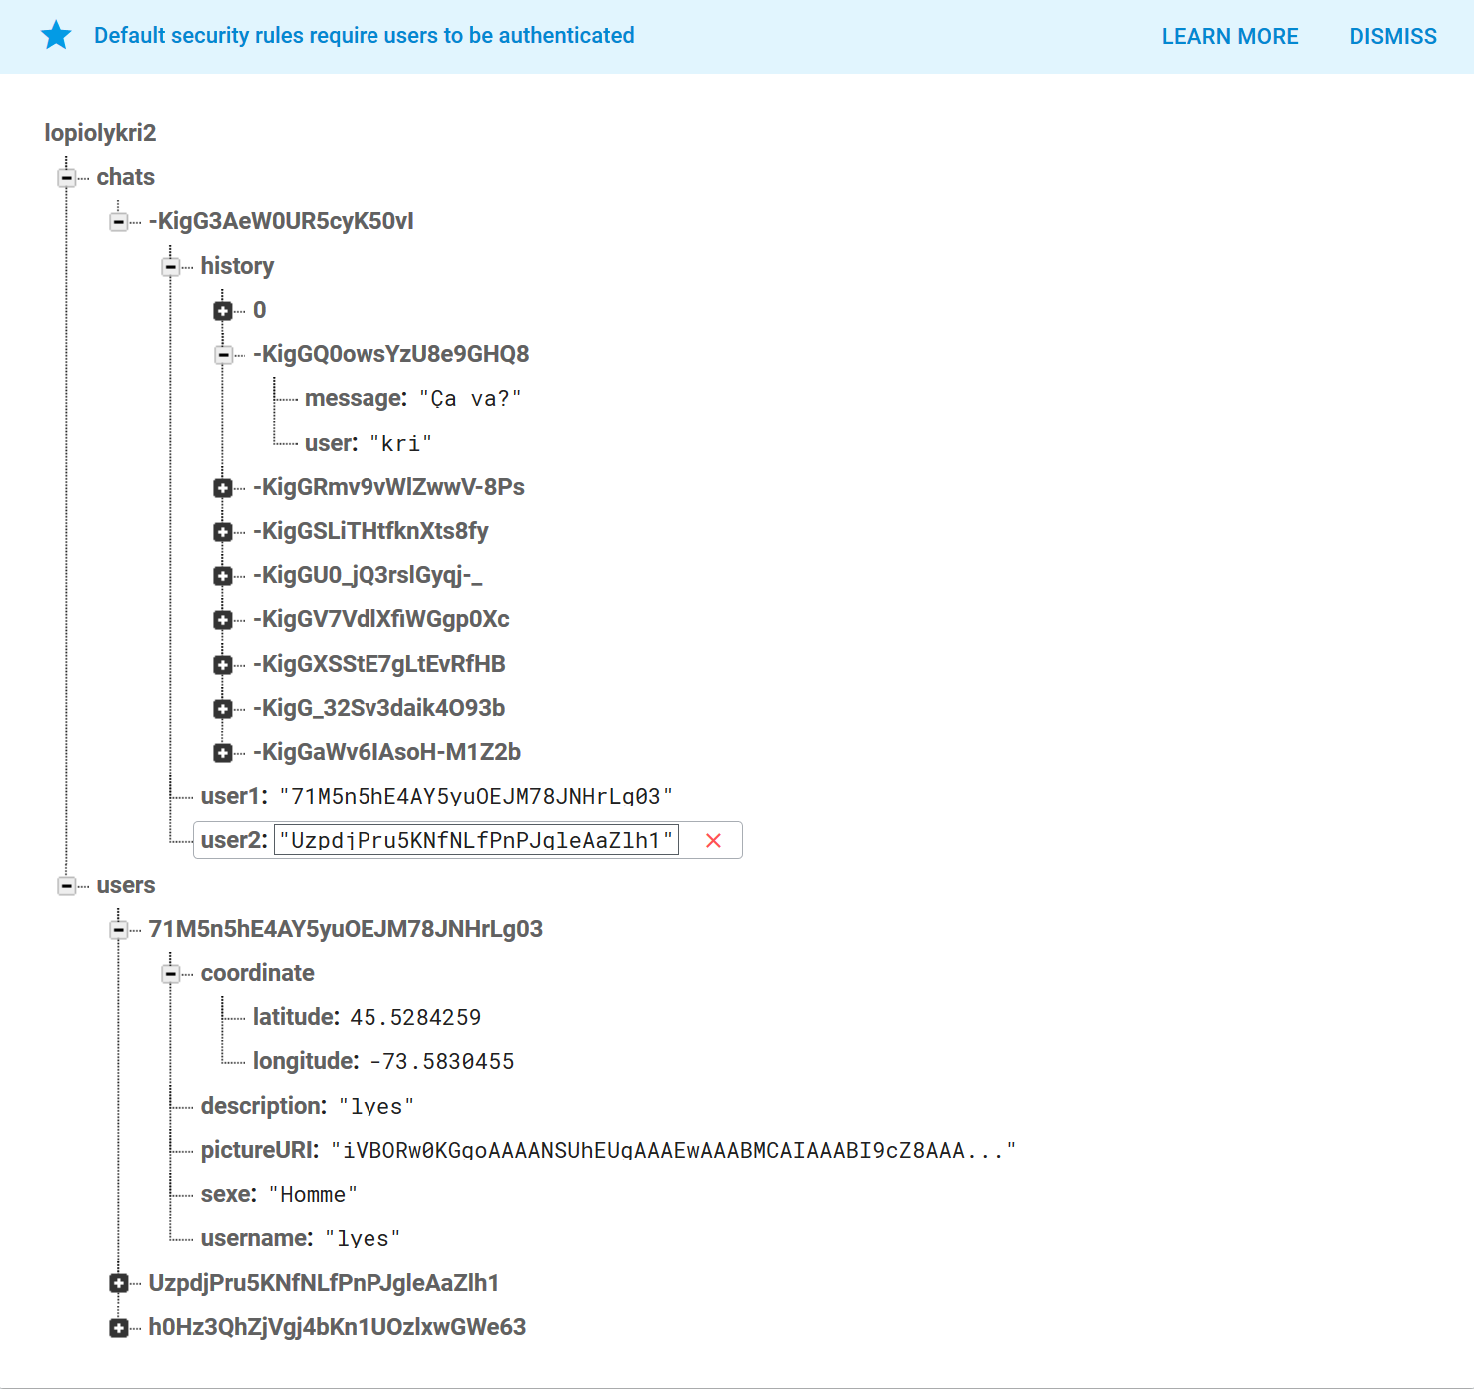 Default security rules require users to be authenticated LEARN MORE DISMISS
lopiolykri2
chats
-KigG3AeW0UR5cyK50vI
history
0
-KigGQ0owsYzU8e9GHQ8
message: "Ça va?"
user: "kri"
-KigGRmv9vWlZwwV-8Ps
-KigGSLiTHtfknXts8fy
-KigGU0_jQ3rslGyqj-_
-KigGV7VdlXfiWGgp0Xc
-KigGXSStE7gLtEvRfHB
-KigG_32Sv3daik4O93b
-KigGaWv6IAsoH-M1Z2b
user1: "71M5n5hE4AY5yuOEJM78JNHrLg03"
user2: "UzpdjPru5KNfNLfPnPJgleAaZlh1"
users
71M5n5hE4AY5yuOEJM78JNHrLg03
coordinate
latitude: 45.5284259
longitude: -73.5830455
description: "lyes"
pictureURI: "iVBORw0KGgoAAAANSUhEUgAAAEwAAABMCAIAAABI9cZ8AAA..."
sexe: "Homme"
username: "lyes"
UzpdjPru5KNfNLfPnPJgleAaZlh1
h0Hz3QhZjVgj4bKn1UOzlxwGWe63